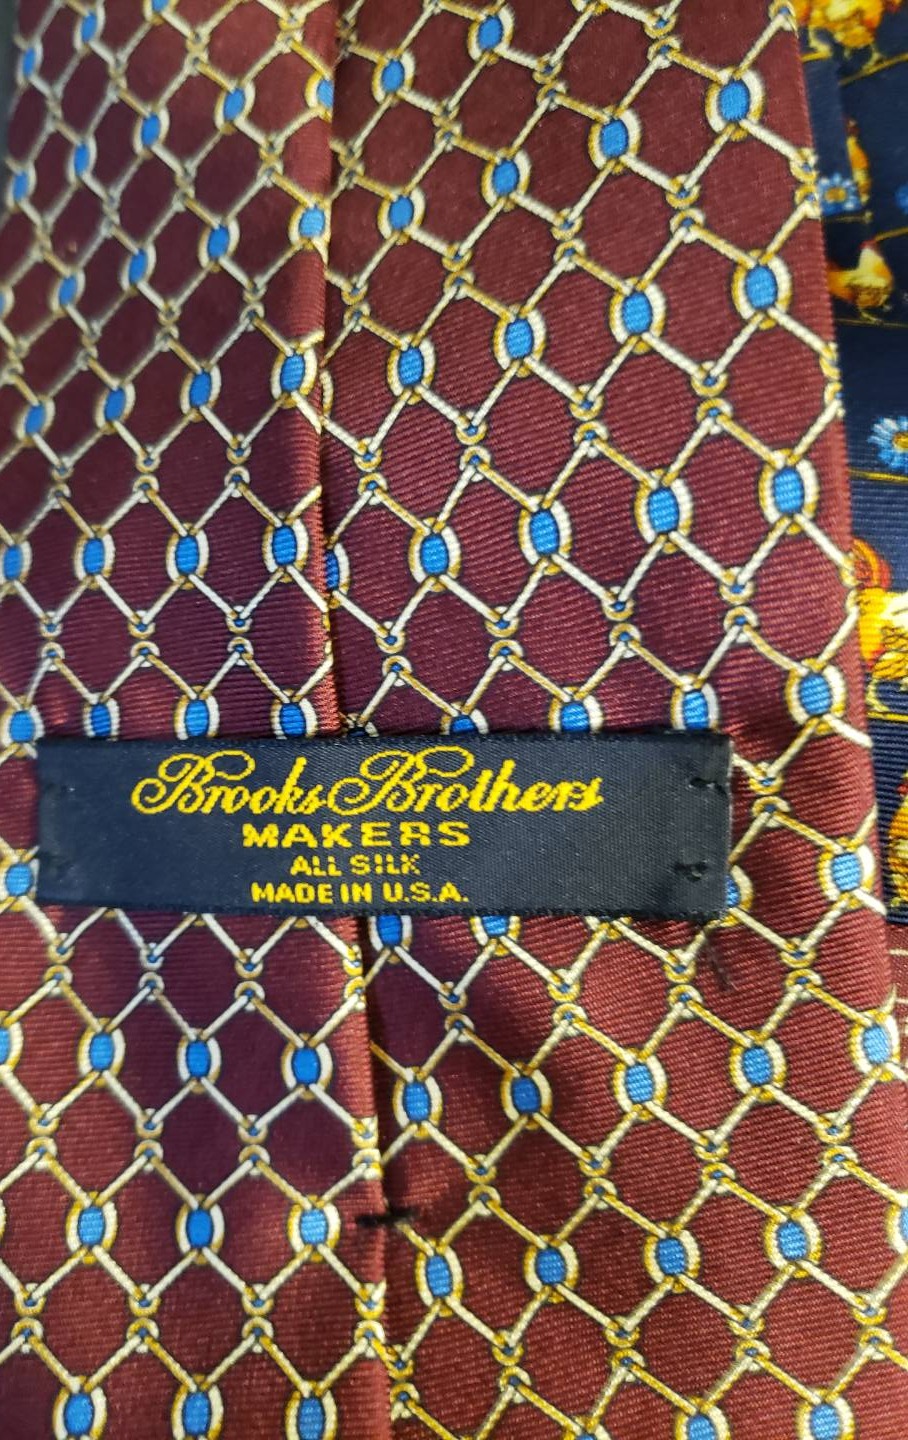 Brooks Brothers
MAKERS
ALL SILK
MADE IN U.S.A.